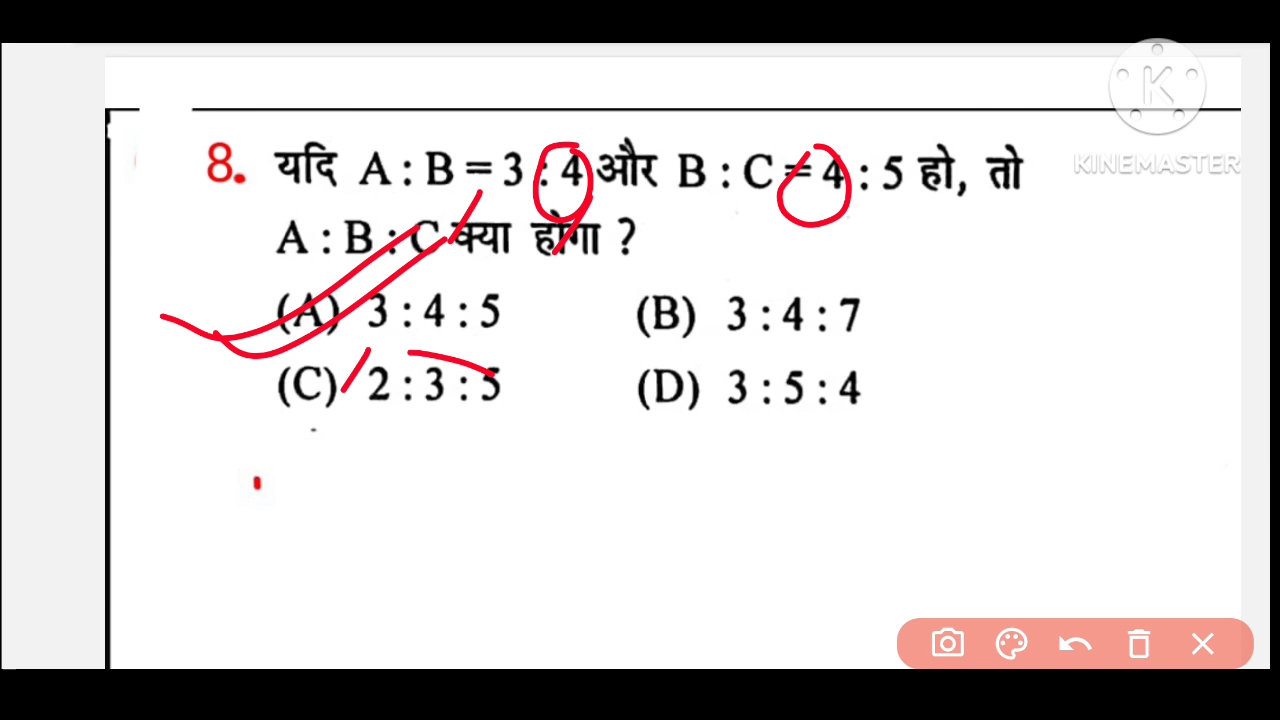 KINEMASTER
8. यदि A : B = 3 : 4 और B : C = 4 : 5 हो, तो
A : B : C क्या होगा ?
(A) 3 : 4 : 5 (B) 3 : 4 : 7
(C) 2 : 3 : 5 (D) 3 : 5 : 4